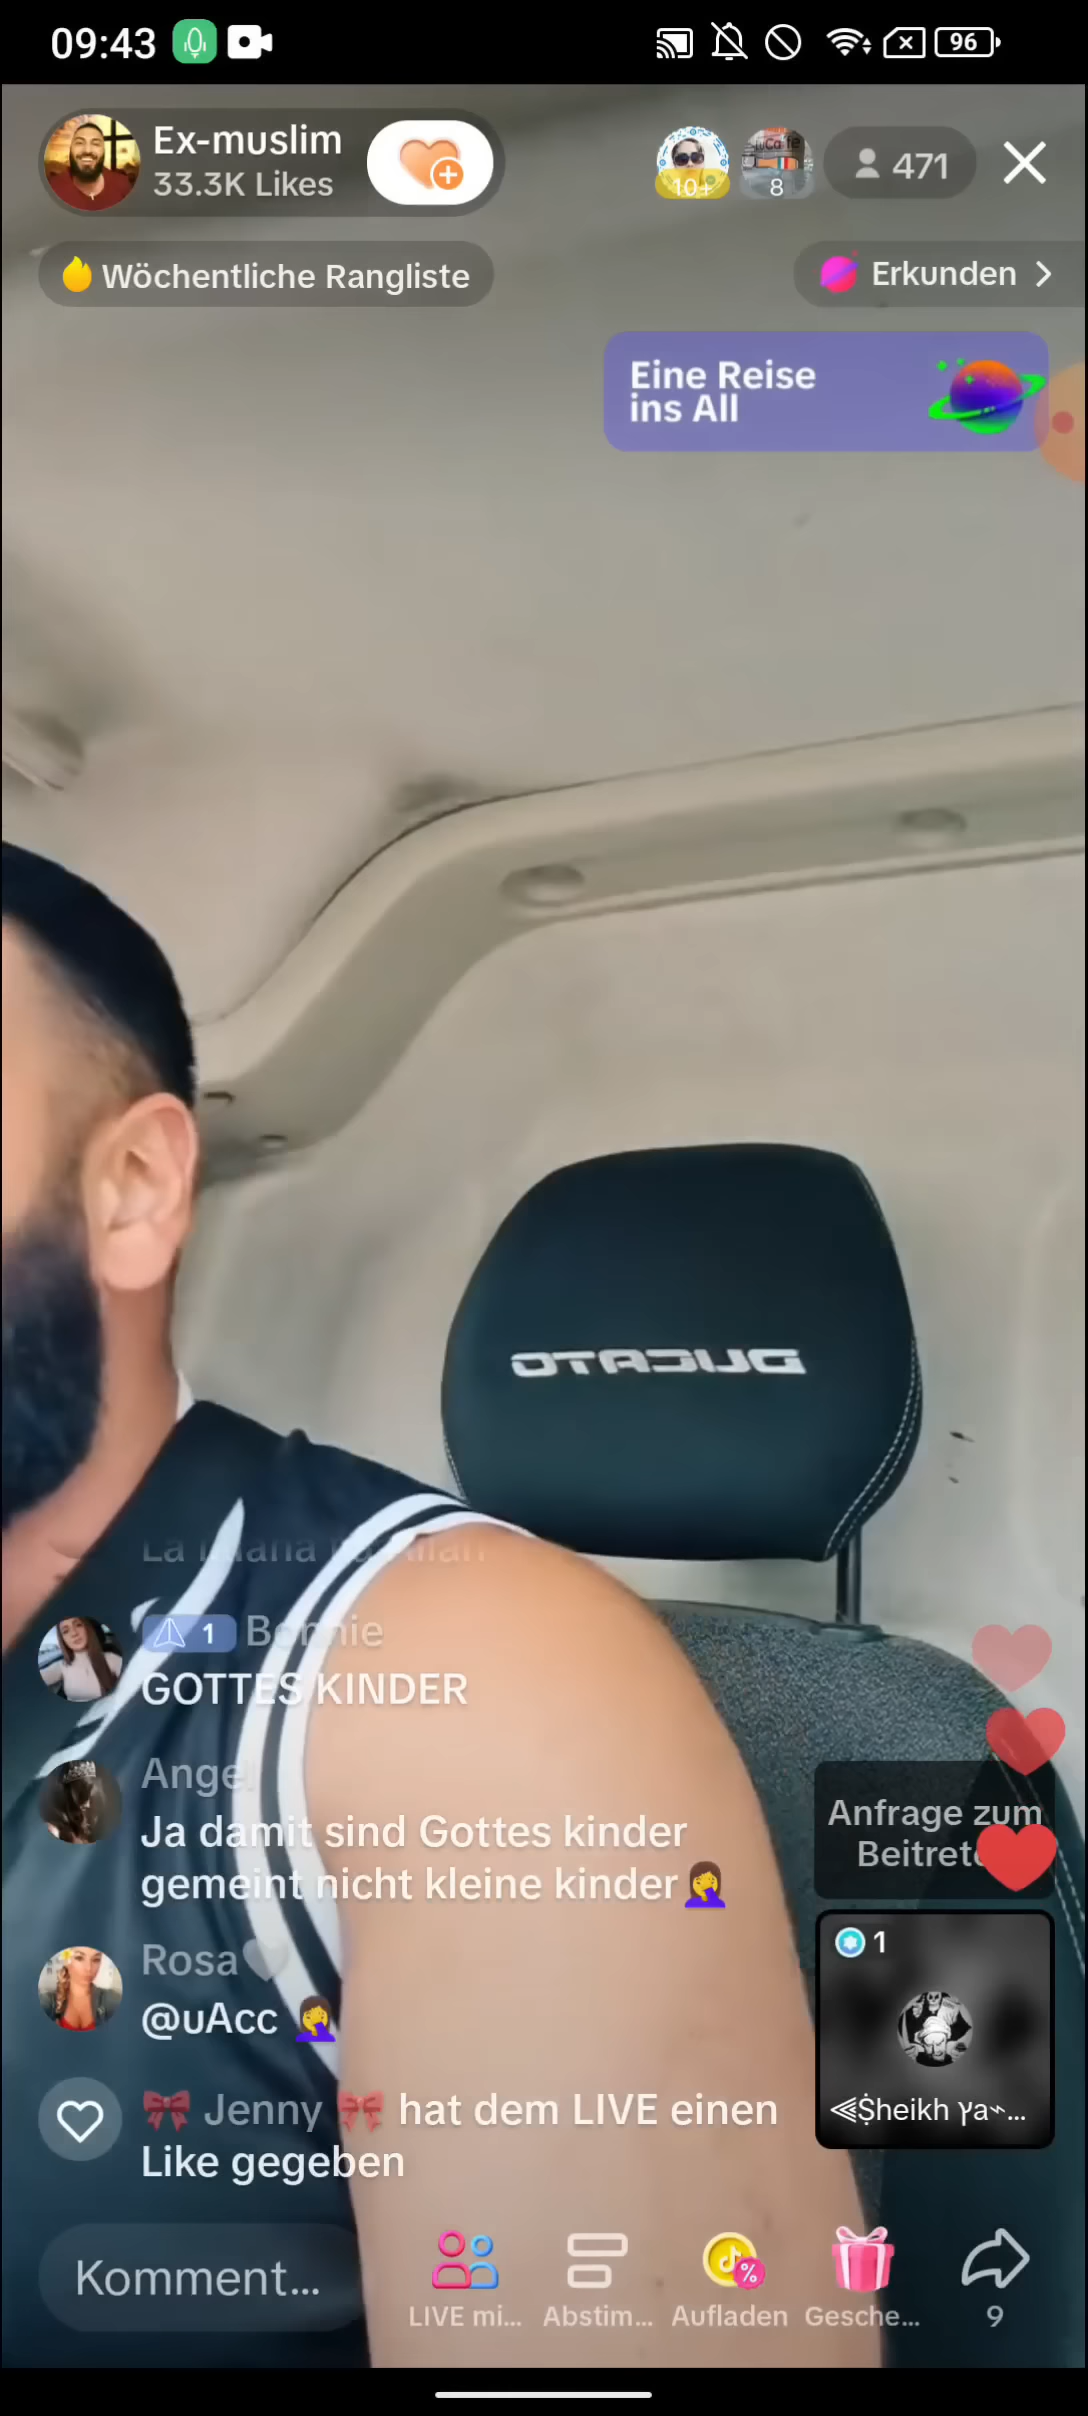 09:43
96
Ex-muslim
33.3K Likes
10+
8
471
Wöchentliche Rangliste
Erkunden
Eine Reise
ins All
DUCATO
1 Bonnie
GOTTES KINDER
Angel
Ja damit sind Gottes kinder
gemeint nicht kleine kinder🤦
Rosa🤍
@uAcc 🤦
🎀 Jenny 🎀 hat dem LIVE einen
Like gegeben
Anfrage zum
1
Komment...
LIVE mi...
Abstim...
Aufladen
Gesche...
9